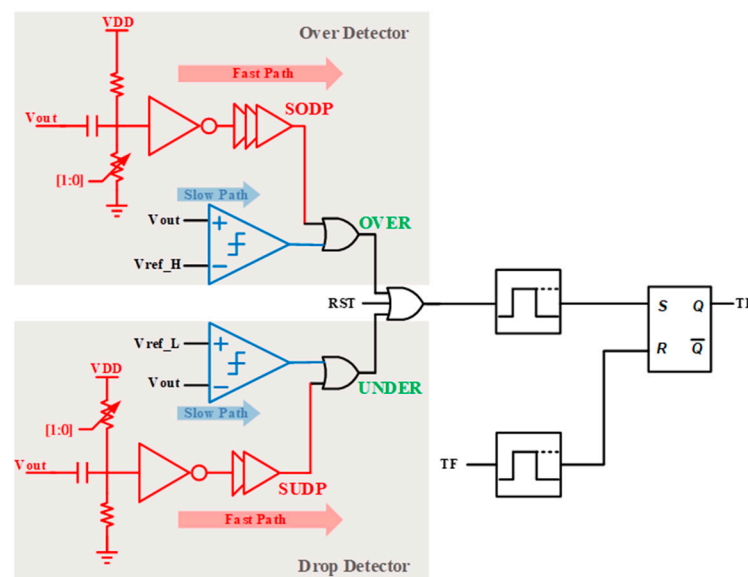 VDD
Over Detector
Fast Path
SODP
Vout
[1:0]
Slow Path
Vout
OVER
Vref_H
RST
S Q
TI
R Q
Vref_L
Vout
UNDER
Slow Path
VDD
[1:0]
TF
Vout
SUDP
Fast Path
Drop Detector